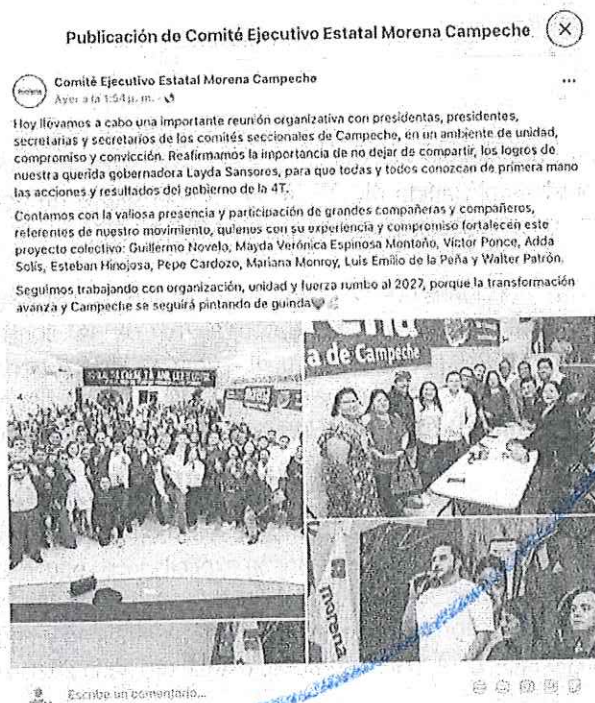 Publicación de Comité Ejecutivo Estatal Morena Campeche
morena
Comité Ejecutivo Estatal Morena Campeche
Ayer a la 1:54 p. m.
Hoy llevamos a cabo una importante reunión organizativa con presidentas, presidentes,
secretarias y secretarios de los comités seccionales de Campeche, en un ambiente de unidad,
compromiso y convicción. Reafirmamos la importancia de no dejar de compartir, los logros de
nuestra querida gobernadora Layda Sansores, para que todas y todos conozcan de primera mano
las acciones y resultados del gobierno de la 4T.
Contamos con la valiosa presencia y participación de grandes compañeras y compañeros,
referentes de nuestro movimiento, quienes con su experiencia y compromiso fortalecen este
proyecto colectivo: Guillermo Novelo, Mayda Verónica Espinosa Montaño, Víctor Ponce, Adda
Solís, Esteban Hinojosa, Pepe Cardozo, Mariana Monroy, Luis Emilio de la Peña y Walter Patrón.
Seguimos trabajando con organización, unidad y fuerza rumbo al 2027, porque la transformación
avanza y Campeche se seguirá pintando de guinda
a de Campeche
morena
Escribe un comentario...